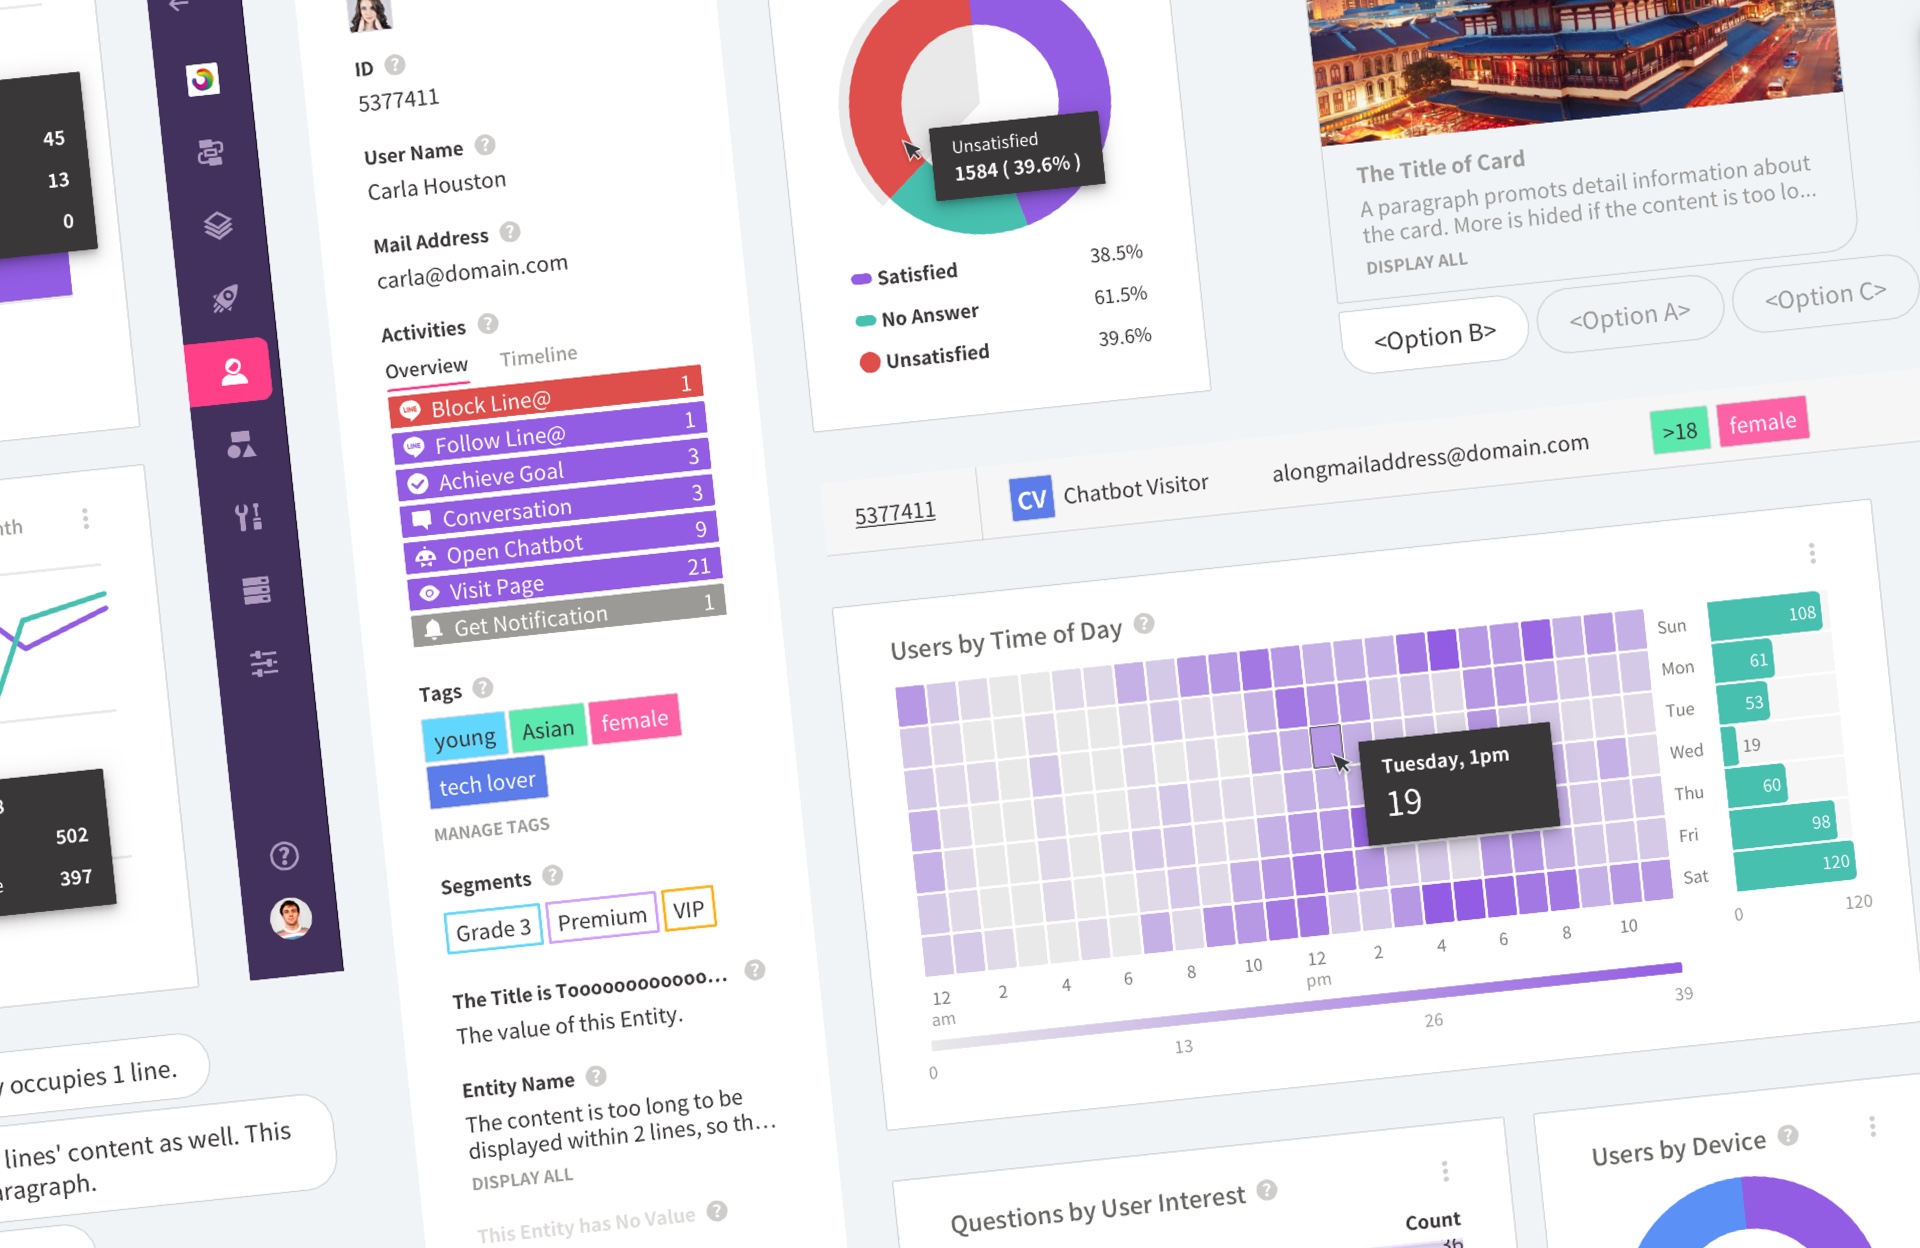 45
13
0
nth
502
397
y occupies 1 line.
lines' content as well. This
aragraph.
ID
5377411
User Name
Carla Houston
Mail Address
carla@domain.com
Activities
Overview Timeline
LINE Block Line@ 1
LINE Follow Line@ 1
Achieve Goal 3
Conversation 3
Open Chatbot 9
Visit Page 21
Get Notification 1
Tags
young Asian female
tech lover
MANAGE TAGS
Segments
Grade 3 Premium VIP
The Title is Toooooooooooo...
The value of this Entity.
Entity Name
The content is too long to be
displayed within 2 lines, so th...
DISPLAY ALL
This Entity has No Value
Unsatisfied
1584 ( 39.6% )
Satisfied 38.5%
No Answer 61.5%
Unsatisfied 39.6%
The Title of Card
A paragraph promots detail information about
the card. More is hided if the content is too lo...
DISPLAY ALL
<Option B> <Option A> <Option C>
5377411 CV Chatbot Visitor alongmailaddress@domain.com >18 female
Users by Time of Day
Sun 108
Mon 61
Tue 53
Wed 19
Thu 60
Fri 98
Sat 120
0 120
Tuesday, 1pm
19
12 am 2 4 6 8 10 12 pm 2 4 6 8 10
0 13 26 39
Questions by User Interest
Count
36
Users by Device